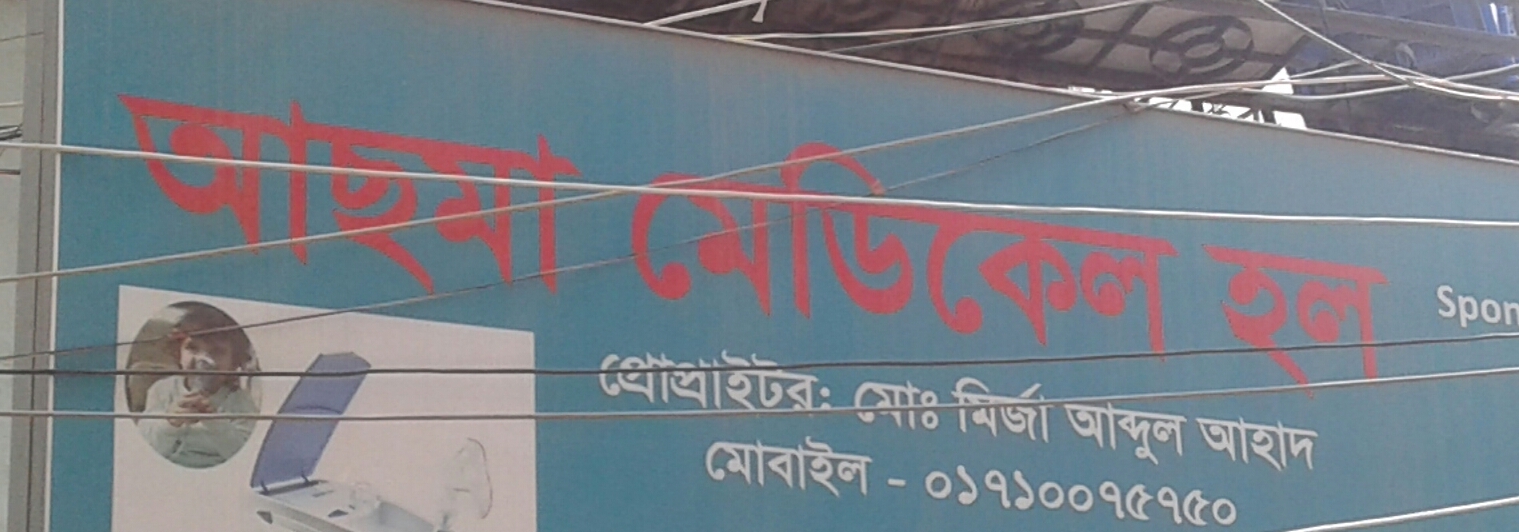 আছমা মেডিকেল হল
Spon
প্রোপ্রাইটর: মোঃ মির্জা আব্দুল আহাদ
মোবাইল - ০১৭১০০৭৫৭৫০